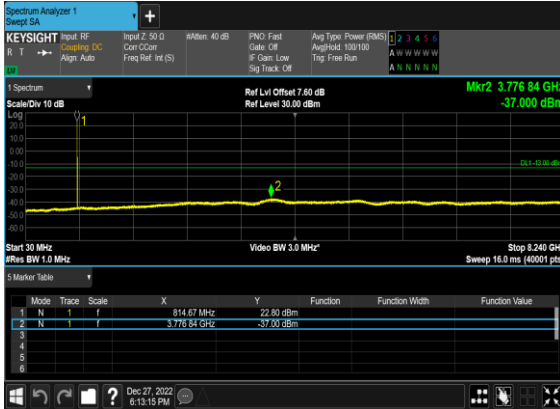 Spectrum Analyzer 1
Swept SA
+
KEYSIGHT Input: RF Input Z: 50 Ω #Atten: 40 dB PNO: Fast Avg Type: Power (RMS) 1 2 3 4 5 6
R T Coupling: DC Corr CCorr Gate: Off Avg|Hold: 100/100 A W W W W W
Align: Auto Freq Ref: Int (S) IF Gain: Low Trig: Free Run
Sig Track: Off A N N N N N
1 Spectrum Ref Lvl Offset 7.60 dB Mkr2 3.776 84 GHz
Scale/Div 10 dB Ref Level 30.00 dBm -37.000 dBm
Log
20.0
10.0
0.00
-10.0
-20.0
-30.0
-40.0
-50.0
-60.0
1
DL1 -13.00 dBm
2
Start 30 MHz Video BW 3.0 MHz* Stop 8.240 GHz
#Res BW 1.0 MHz Sweep 16.0 ms (40001 pts)
5 Marker Table
Mode Trace Scale X Y Function Function Width Function Value
1 N 1 f 814.67 MHz 22.80 dBm
2 N 1 f 3.776 84 GHz -37.00 dBm
3
4
5
6
? Dec 27, 2022
6:13:15 PM